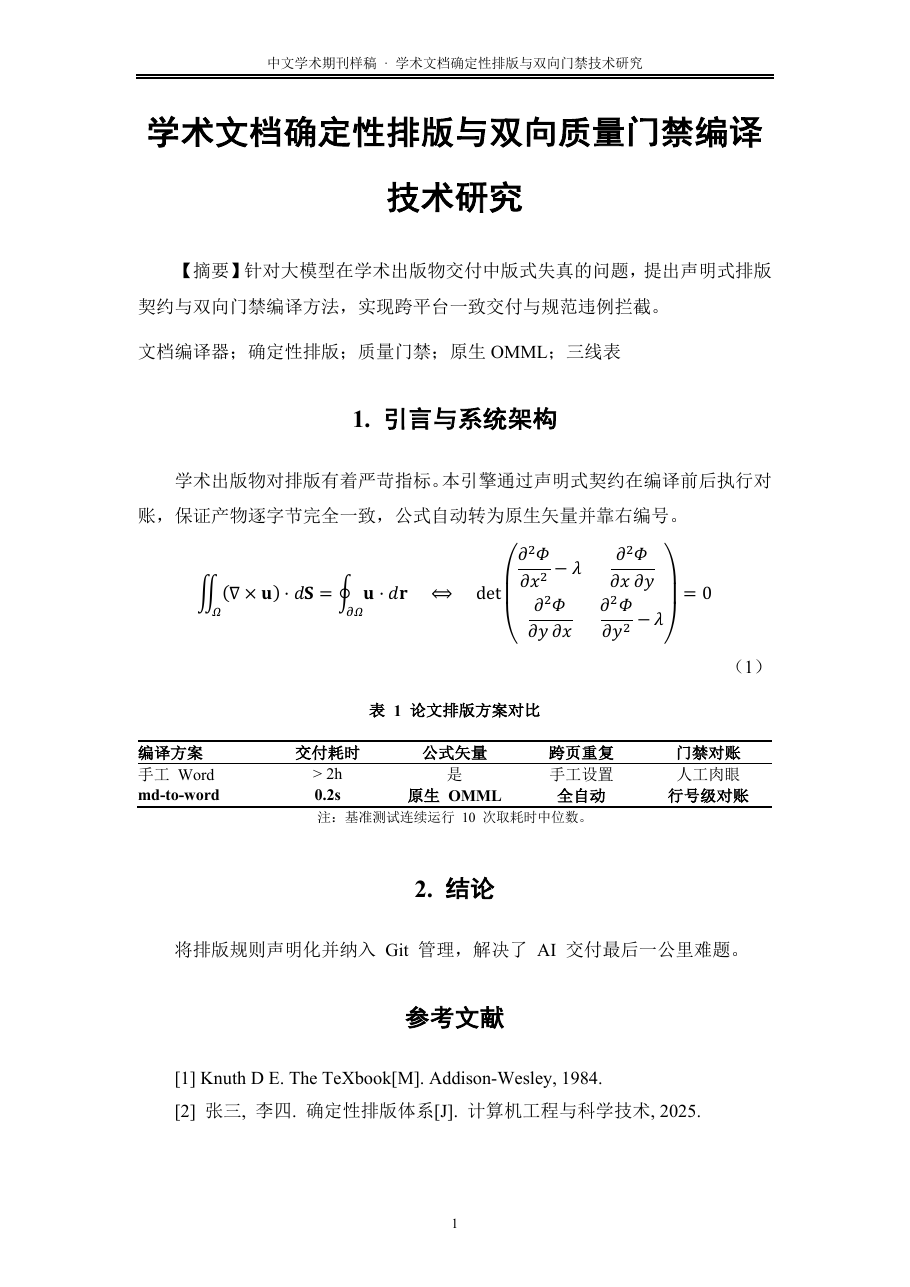 中文学术期刊样稿 · 学术文档确定性排版与双向门禁技术研究
学术文档确定性排版与双向质量门禁编译
技术研究
【摘要】针对大模型在学术出版物交付中版式失真的问题，提出声明式排版
契约与双向门禁编译方法，实现跨平台一致交付与规范违例拦截。
文档编译器；确定性排版；质量门禁；原生 OMML；三线表
1. 引言与系统架构
学术出版物对排版有着严苛指标。本引擎通过声明式契约在编译前后执行对
账，保证产物逐字节完全一致，公式自动转为原生矢量并靠右编号。
∬_Ω (∇ × u) · dS = ∮_∂Ω u · dr ⇔ det ( ∂²Φ/∂x² − λ  ∂²Φ/∂x ∂y ; ∂²Φ/∂y ∂x  ∂²Φ/∂y² − λ ) = 0
（1）
表 1 论文排版方案对比
编译方案 交付耗时 公式矢量 跨页重复 门禁对账
手工 Word > 2h 是 手工设置 人工肉眼
md-to-word 0.2s 原生 OMML 全自动 行号级对账
注：基准测试连续运行 10 次取耗时中位数。
2. 结论
将排版规则声明化并纳入 Git 管理，解决了 AI 交付最后一公里难题。
参考文献
[1] Knuth D E. The TeXbook[M]. Addison-Wesley, 1984.
[2] 张三, 李四. 确定性排版体系[J]. 计算机工程与科学技术, 2025.
1